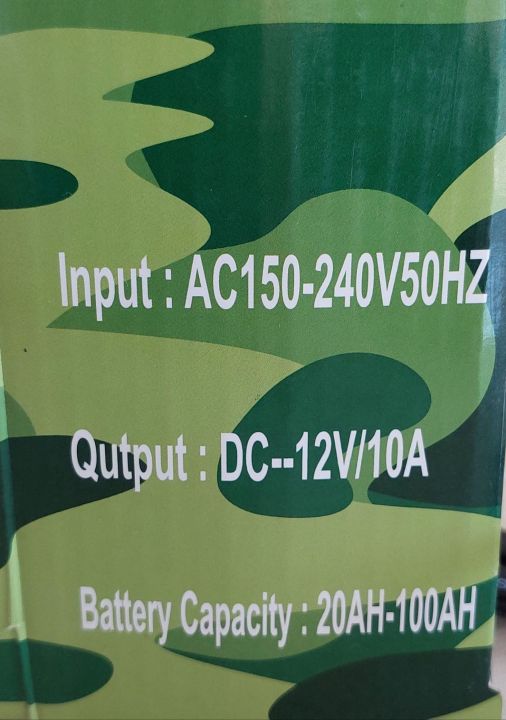 Input : AC150-240V50HZ
Qutput : DC--12V/10A
Battery Capacity : 20AH-100AH